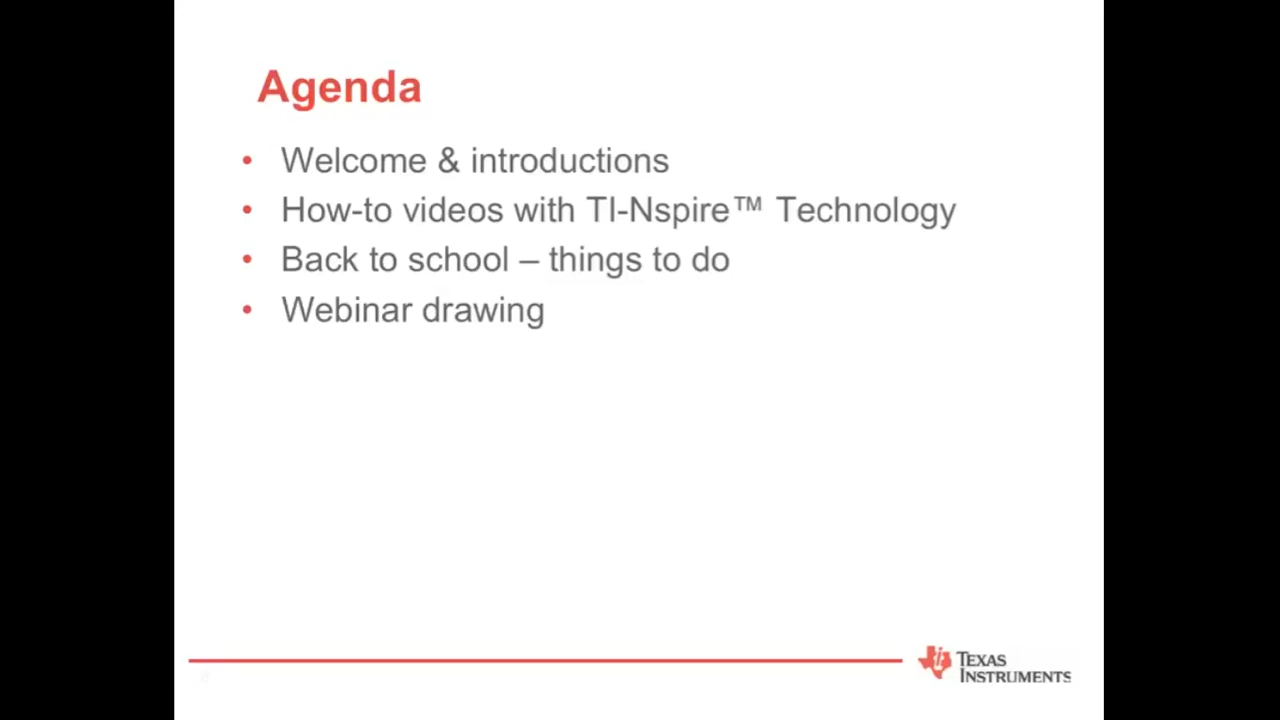 Agenda
• Welcome & introductions
• How-to videos with TI-Nspire™ Technology
• Back to school – things to do
• Webinar drawing
TEXAS
INSTRUMENTS